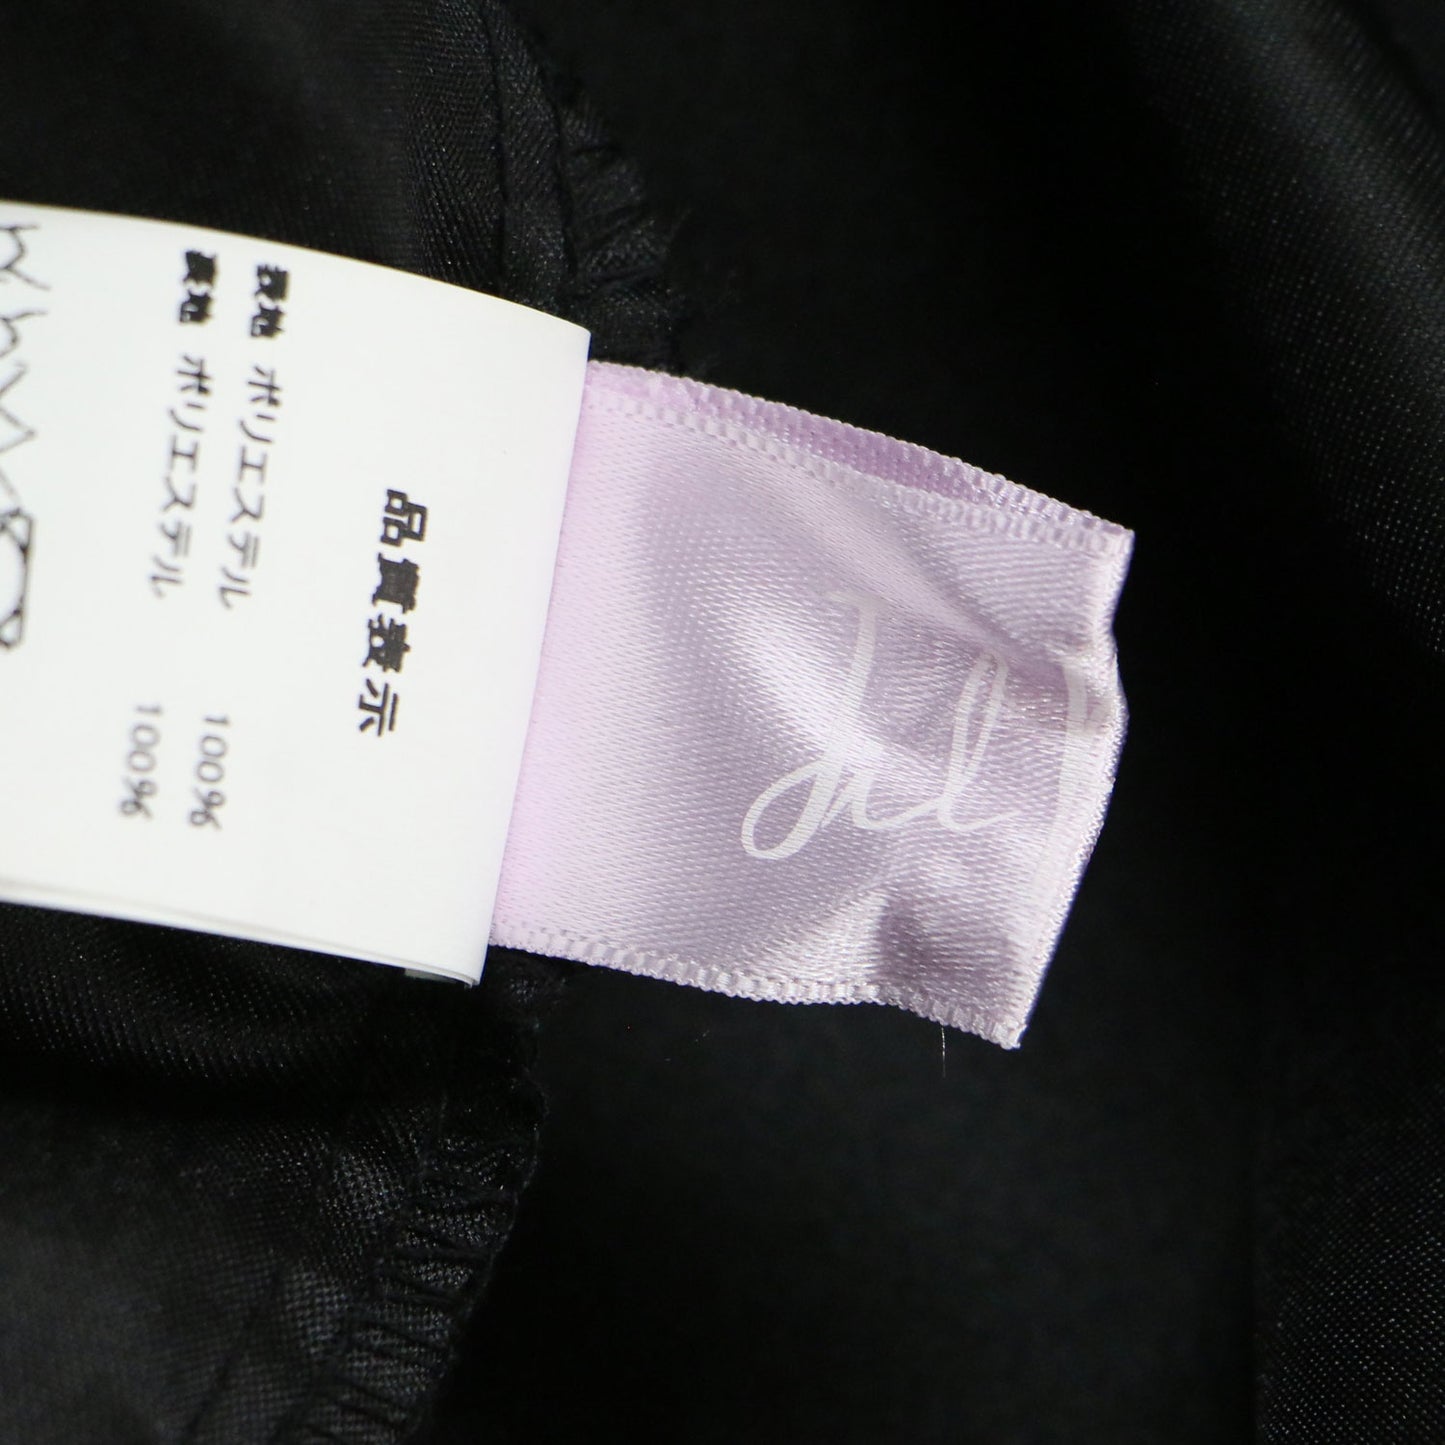 品質表示
表地 ポリエステル 100%
裏地 ポリエステル 100%